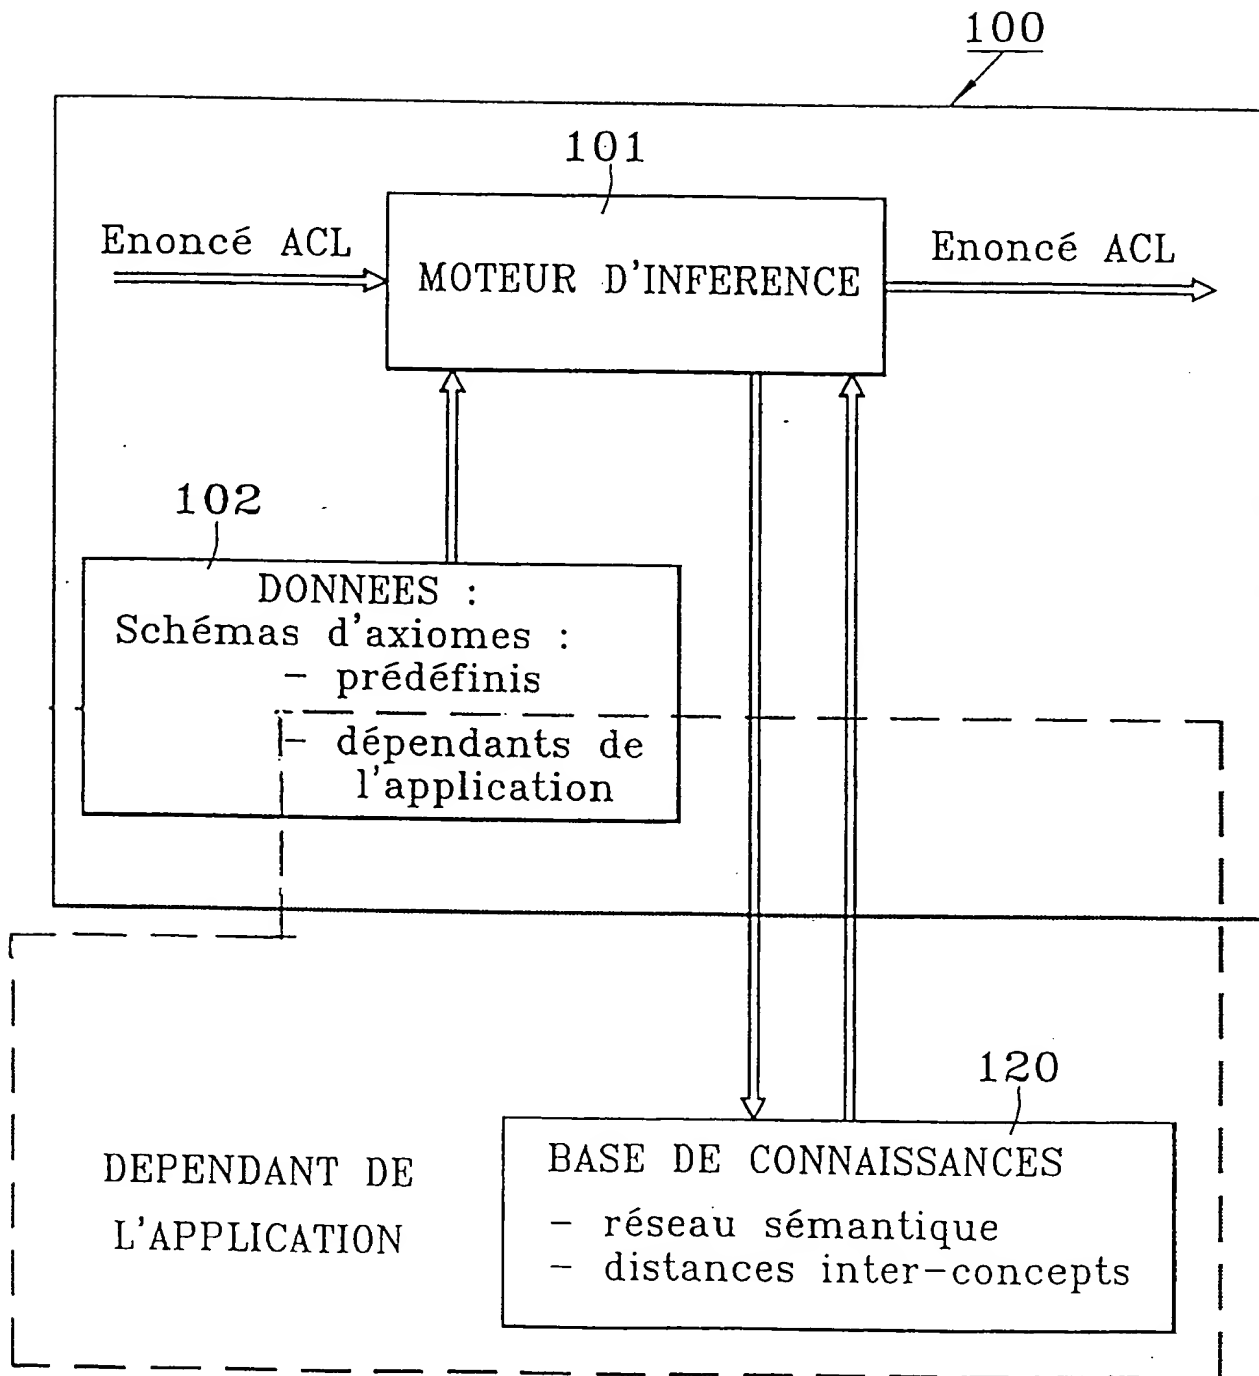 100
101
Enoncé ACL
MOTEUR D'INFERENCE
Enoncé ACL
102
DONNEES :
Schémas d'axiomes :
- prédéfinis
- dépendants de
l'application
120
DEPENDANT DE
L'APPLICATION
BASE DE CONNAISSANCES
- réseau sémantique
- distances inter-concepts